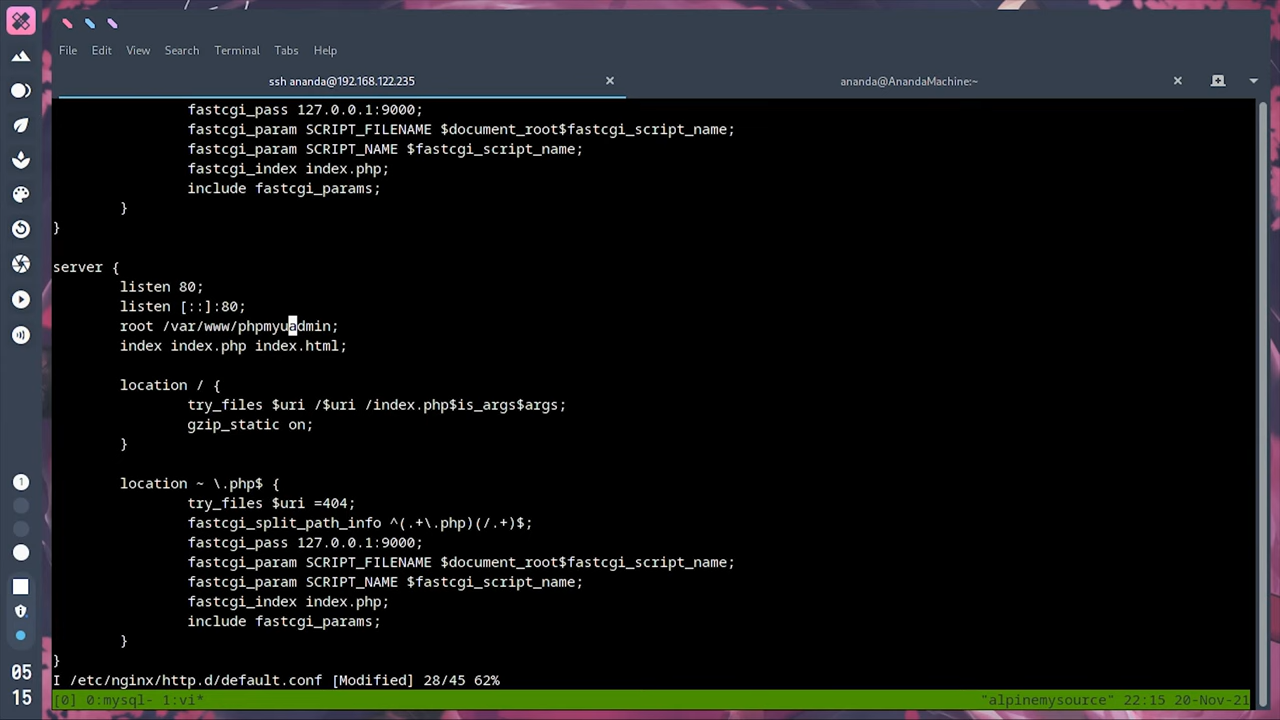 File Edit View Search Terminal Tabs Help
ssh ananda@192.168.122.235
ananda@AnandaMachine:~
fastcgi_pass 127.0.0.1:9000;
fastcgi_param SCRIPT_FILENAME $document_root$fastcgi_script_name;
fastcgi_param SCRIPT_NAME $fastcgi_script_name;
fastcgi_index index.php;
include fastcgi_params;
}
}
server {
listen 80;
listen [::]:80;
root /var/www/phpmyuadmin;
index index.php index.html;
location / {
try_files $uri /$uri /index.php$is_args$args;
gzip_static on;
}
location ~ \.php$ {
try_files $uri =404;
fastcgi_split_path_info ^(.+\.php)(/.+)$;
fastcgi_pass 127.0.0.1:9000;
fastcgi_param SCRIPT_FILENAME $document_root$fastcgi_script_name;
fastcgi_param SCRIPT_NAME $fastcgi_script_name;
fastcgi_index index.php;
include fastcgi_params;
}
}
I /etc/nginx/http.d/default.conf [Modified] 28/45 62%
[0] 0:mysql- 1:vi*
"alpinemysource" 22:15 20-Nov-21
1
05
15